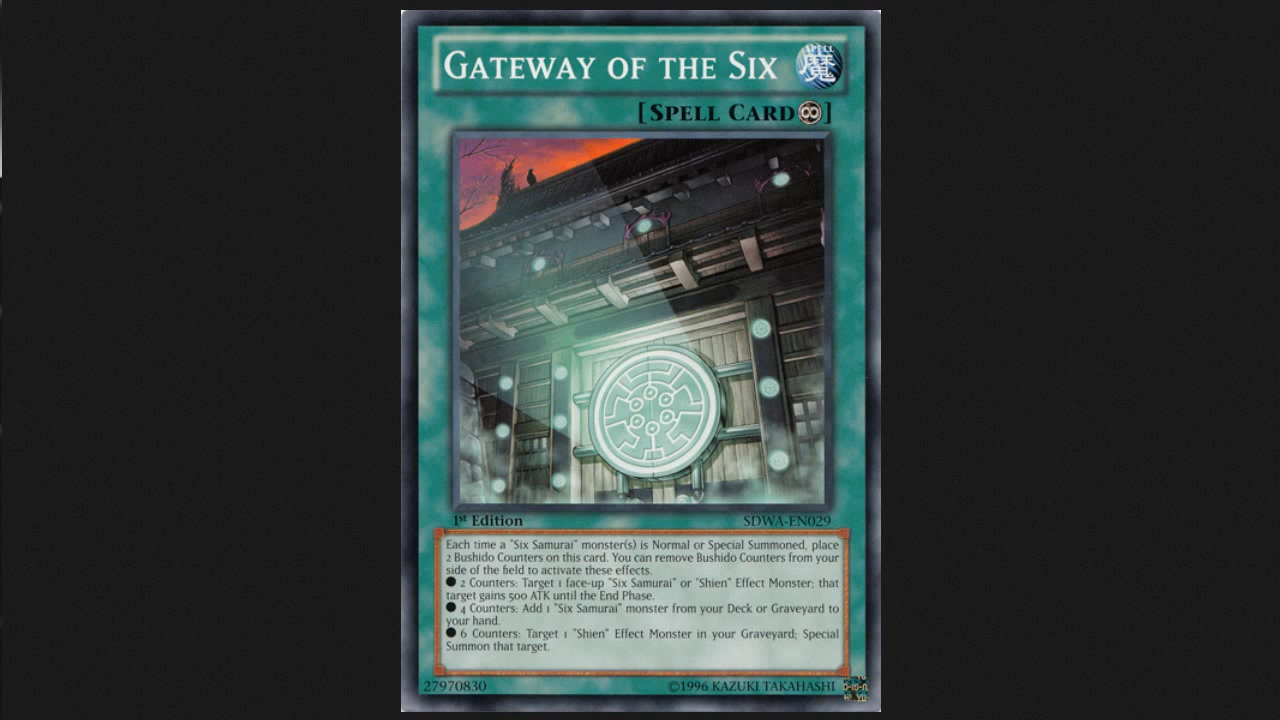 GATEWAY OF THE SIX
SPELL
魔
[SPELL CARD∞]
1st Edition
SDWA-EN029
Each time a "Six Samurai" monster(s) is Normal or Special Summoned, place
2 Bushido Counters on this card. You can remove Bushido Counters from your
side of the field to activate these effects.
● 2 Counters: Target 1 face-up "Six Samurai" or "Shien" Effect Monster; that
target gains 500 ATK until the End Phase.
● 4 Counters: Add 1 "Six Samurai" monster from your Deck or Graveyard to
your hand.
● 6 Counters: Target 1 "Shien" Effect Monster in your Graveyard; Special
Summon that target.
27970830
©1996 KAZUKI TAKAHASHI